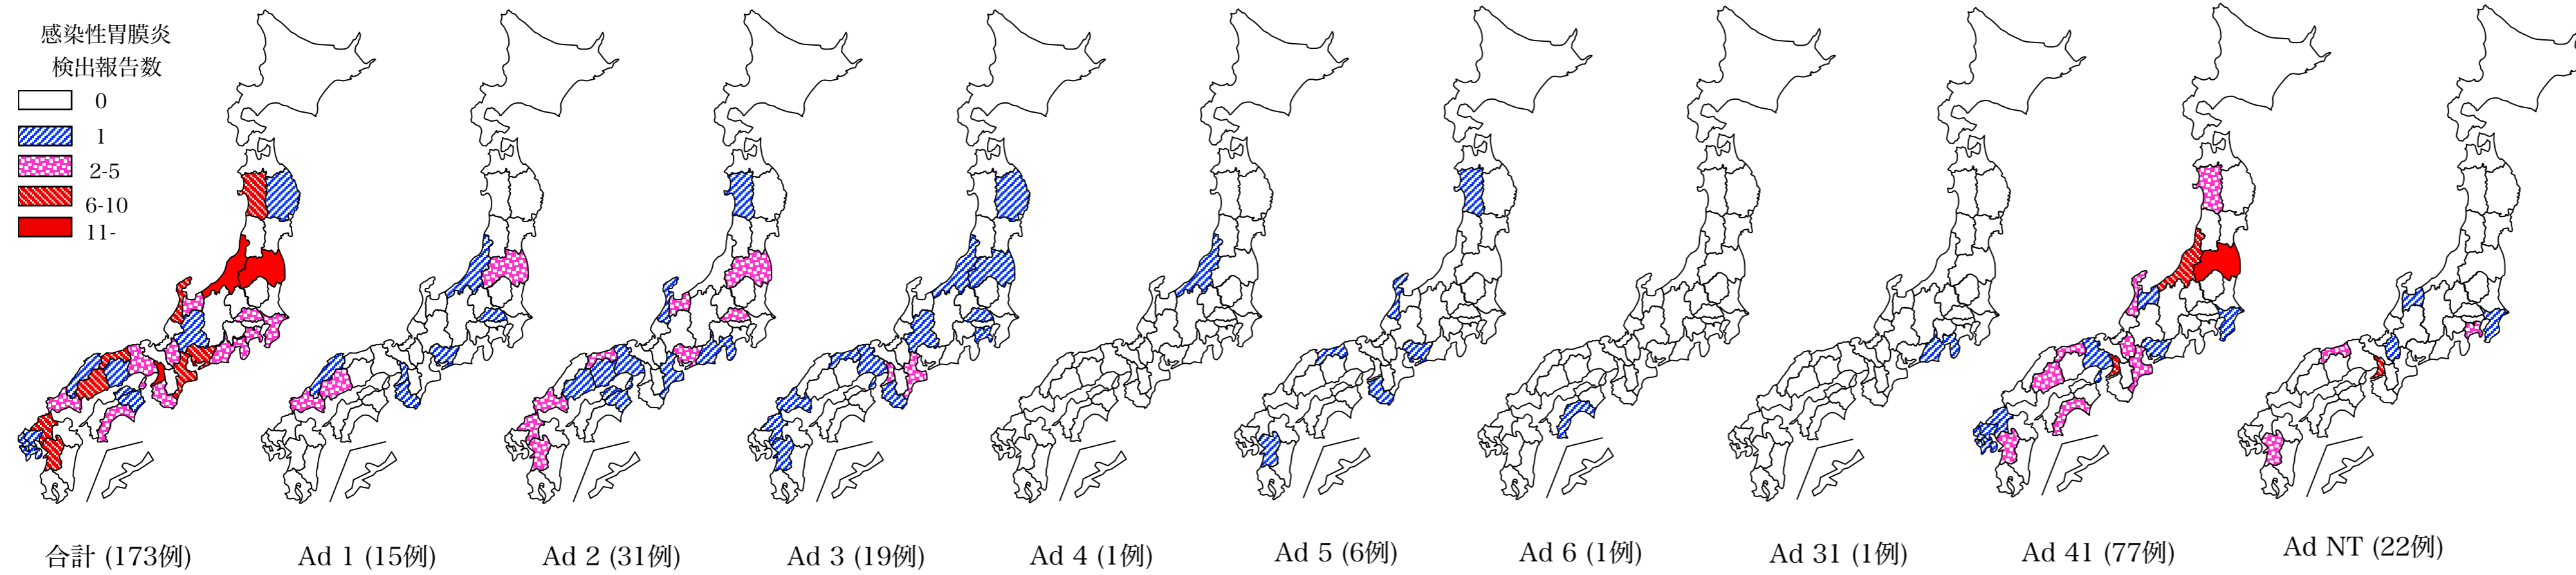 感染性胃膜炎
検出報告数
0
1
2-5
6-10
11-
合計 (173例)
Ad 1 (15例)
Ad 2 (31例)
Ad 3 (19例)
Ad 4 (1例)
Ad 5 (6例)
Ad 6 (1例)
Ad 31 (1例)
Ad 41 (77例)
Ad NT (22例)